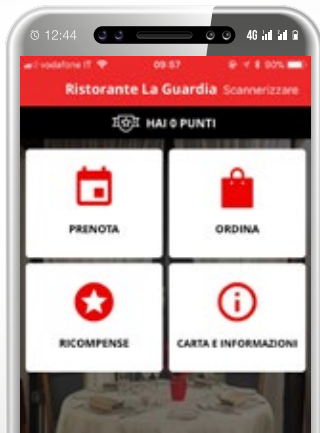 12:44 4G
vodafone IT 09:57 90%
Ristorante La Guardia Scannerizzare
HAI 0 PUNTI
PRENOTA ORDINA
RICOMPENSE CARTA E INFORMAZIONI